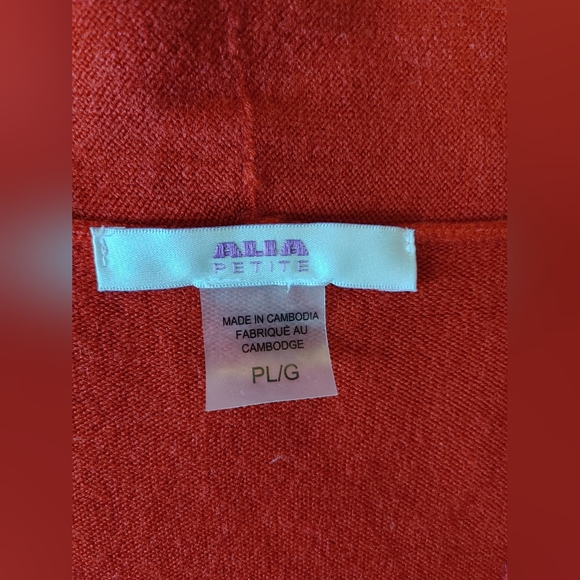 ALIA
PETITE
MADE IN CAMBODIA
FABRIQUÉ AU
CAMBODGE
PL/G